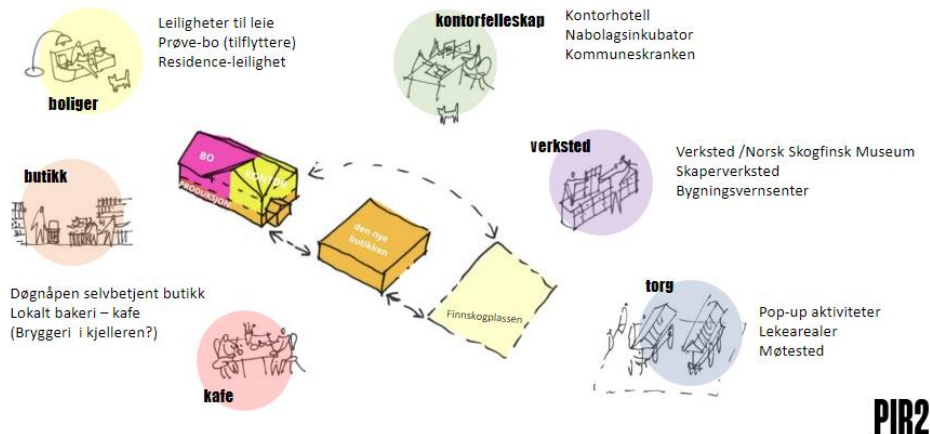 Leiligheter til leie
Prøve-bo (tilflyttere)
Residence-leilighet
boliger
kontorfelleskap
Kontorhotell
Nabolagsinkubator
Kommuneskranken
verksted
Verksted /Norsk Skogfinsk Museum
Skaperverksted
Bygningsvernsenter
butikk
BO
KONTOR
PRODUKSJON
den nye
butikken
Finnskogplassen
Døgnåpen selvbetjent butikk
Lokalt bakeri – kafe
(Bryggeri i kjelleren?)
kafe
torg
Pop-up aktiviteter
Lekearealer
Møtested
PIR2